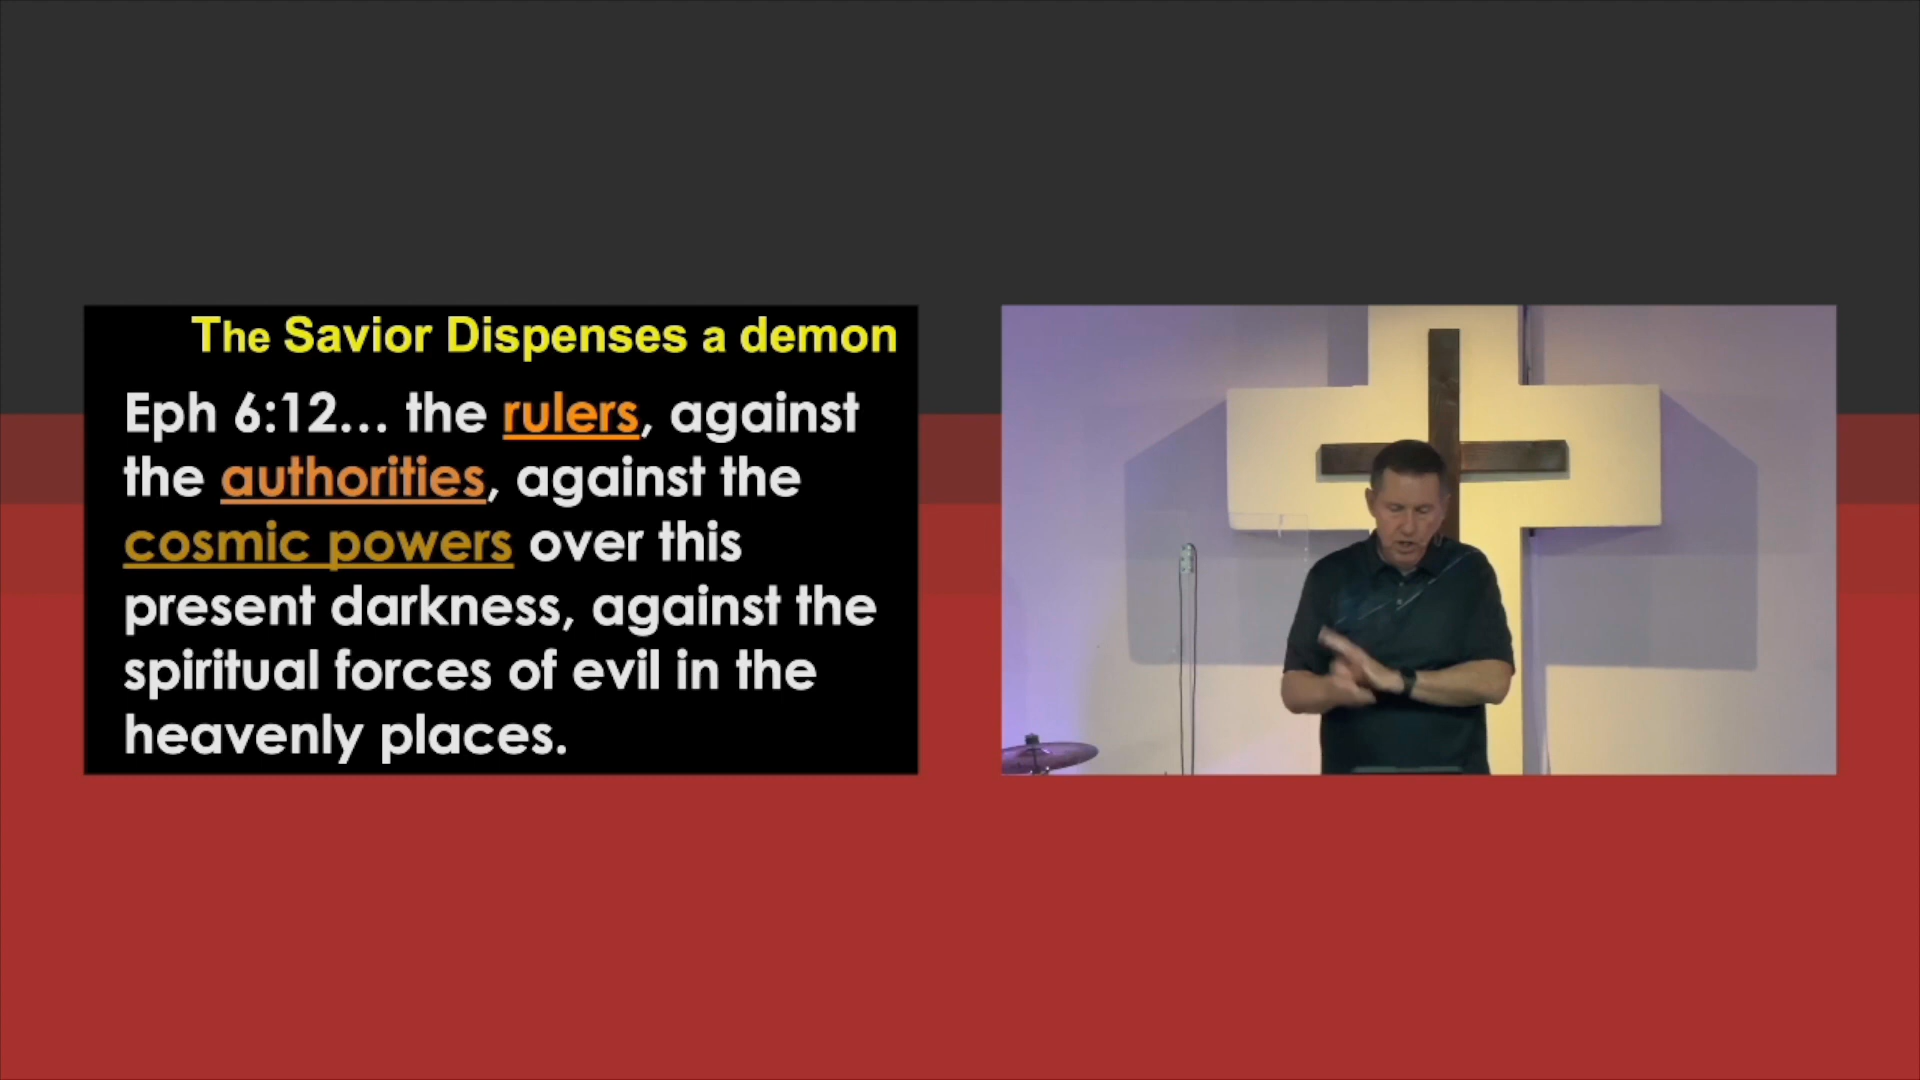 The Savior Dispenses a demon
Eph 6:12... the rulers, against
the authorities, against the
cosmic powers over this
present darkness, against the
spiritual forces of evil in the
heavenly places.